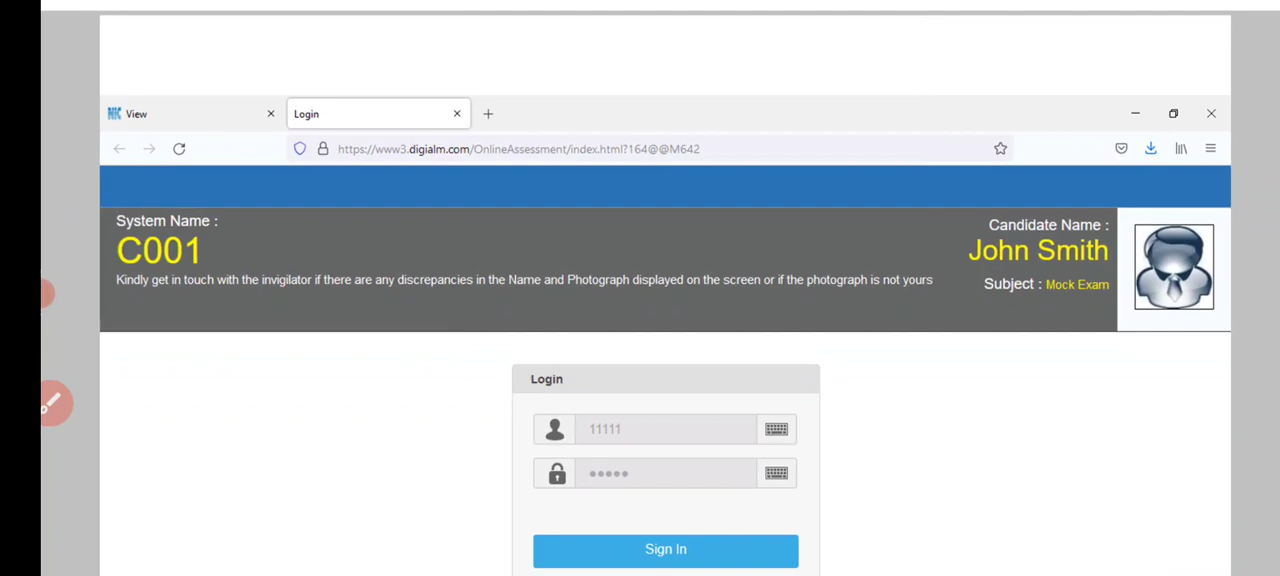 NIC View
Login
https://www3.digialm.com/OnlineAssessment/index.html?164@@M642
System Name :
C001
Kindly get in touch with the invigilator if there are any discrepancies in the Name and Photograph displayed on the screen or if the photograph is not yours
Candidate Name :
John Smith
Subject : Mock Exam
Login
11111
Sign In